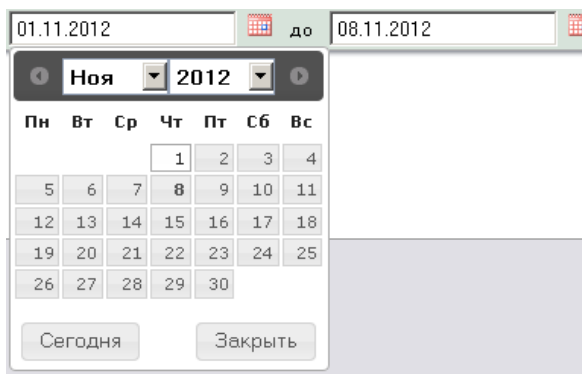 01.11.2012 до 08.11.2012
Ноя 2012
Пн Вт Ср Чт Пт Сб Вс
1 2 3 4
5 6 7 8 9 10 11
12 13 14 15 16 17 18
19 20 21 22 23 24 25
26 27 28 29 30
Сегодня Закрыть